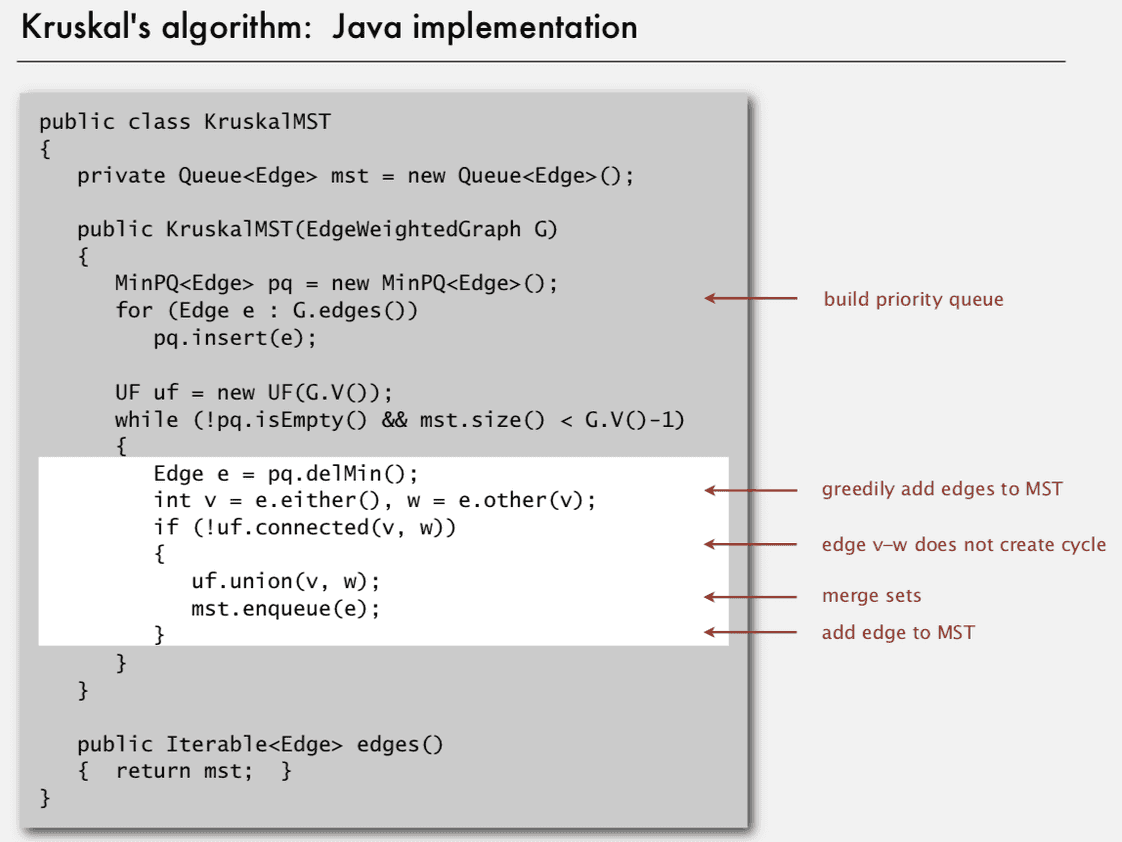 Kruskal's algorithm: Java implementation
public class KruskalMST
{
private Queue<Edge> mst = new Queue<Edge>();
public KruskalMST(EdgeWeightedGraph G)
{
MinPQ<Edge> pq = new MinPQ<Edge>();
for (Edge e : G.edges())
pq.insert(e);
build priority queue
UF uf = new UF(G.V());
while (!pq.isEmpty() && mst.size() < G.V()-1)
{
Edge e = pq.delMin();
int v = e.either(), w = e.other(v);
greedily add edges to MST
if (!uf.connected(v, w))
{
edge v–w does not create cycle
uf.union(v, w);
merge sets
mst.enqueue(e);
add edge to MST
}
}
}
public Iterable<Edge> edges()
{ return mst; }
}